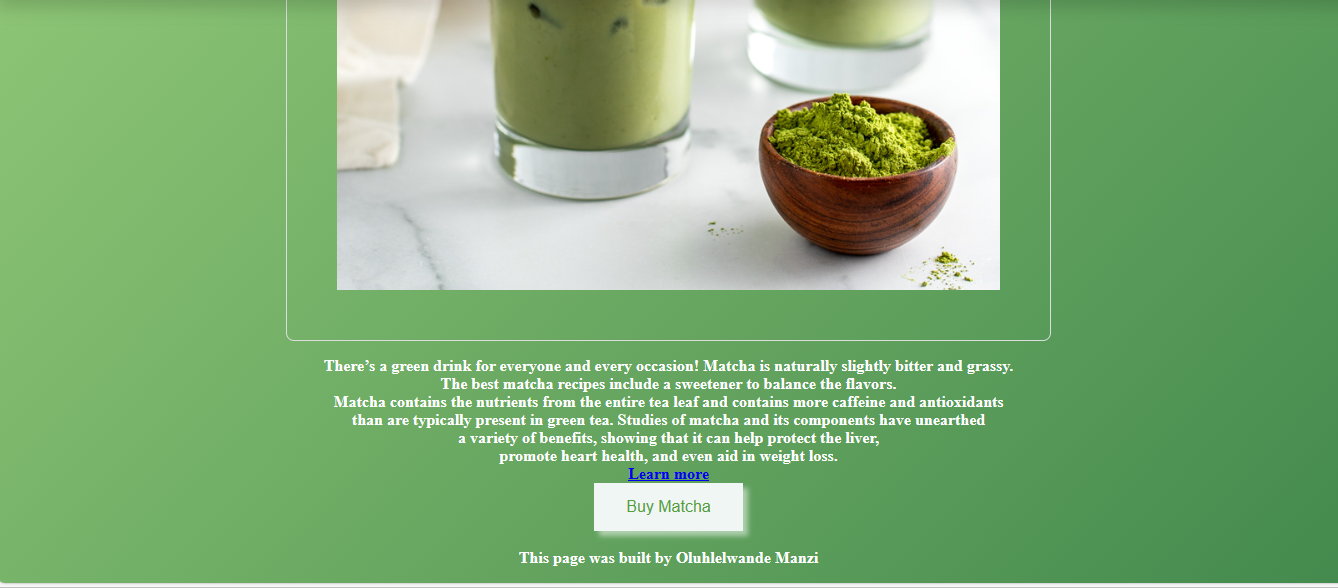 There’s a green drink for everyone and every occasion! Matcha is naturally slightly bitter and grassy.
The best matcha recipes include a sweetener to balance the flavors.
Matcha contains the nutrients from the entire tea leaf and contains more caffeine and antioxidants
than are typically present in green tea. Studies of matcha and its components have unearthed
a variety of benefits, showing that it can help protect the liver,
promote heart health, and even aid in weight loss.
Learn more
Buy Matcha
This page was built by Oluhlelwande Manzi